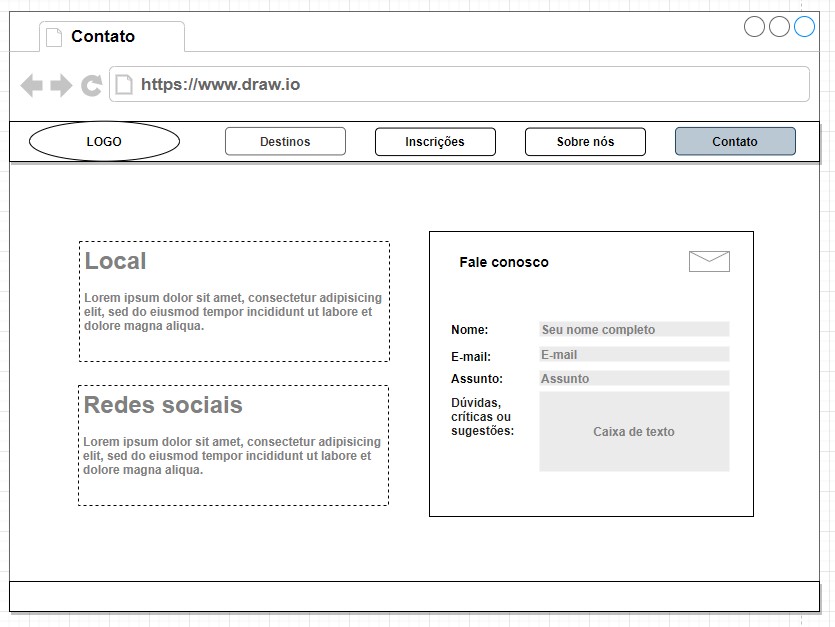 Contato
https://www.draw.io
LOGO
Destinos
Inscrições
Sobre nós
Contato
Local
Lorem ipsum dolor sit amet, consectetur adipisicing
elit, sed do eiusmod tempor incididunt ut labore et
dolore magna aliqua.
Redes sociais
Lorem ipsum dolor sit amet, consectetur adipisicing
elit, sed do eiusmod tempor incididunt ut labore et
dolore magna aliqua.
Fale conosco
Nome:
Seu nome completo
E-mail:
E-mail
Assunto:
Assunto
Dúvidas,
críticas ou
sugestões:
Caixa de texto